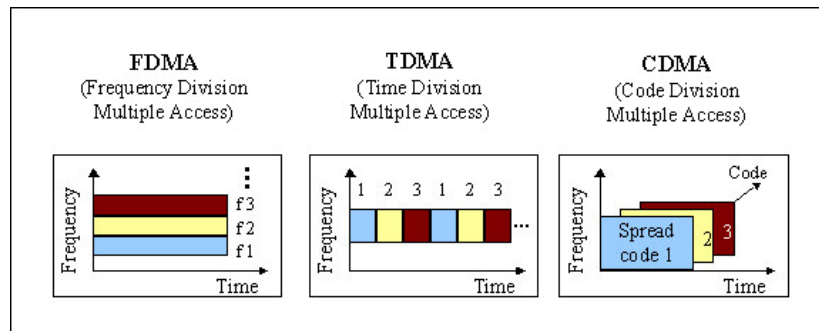 FDMA
(Frequency Division
Multiple Access)
TDMA
(Time Division
Multiple Access)
CDMA
(Code Division
Multiple Access)
Frequency
f3
f2
f1
Time
Frequency
1 2 3 1 2 3
...
Time
Frequency
Code
Spread
code 1
2
3
Time